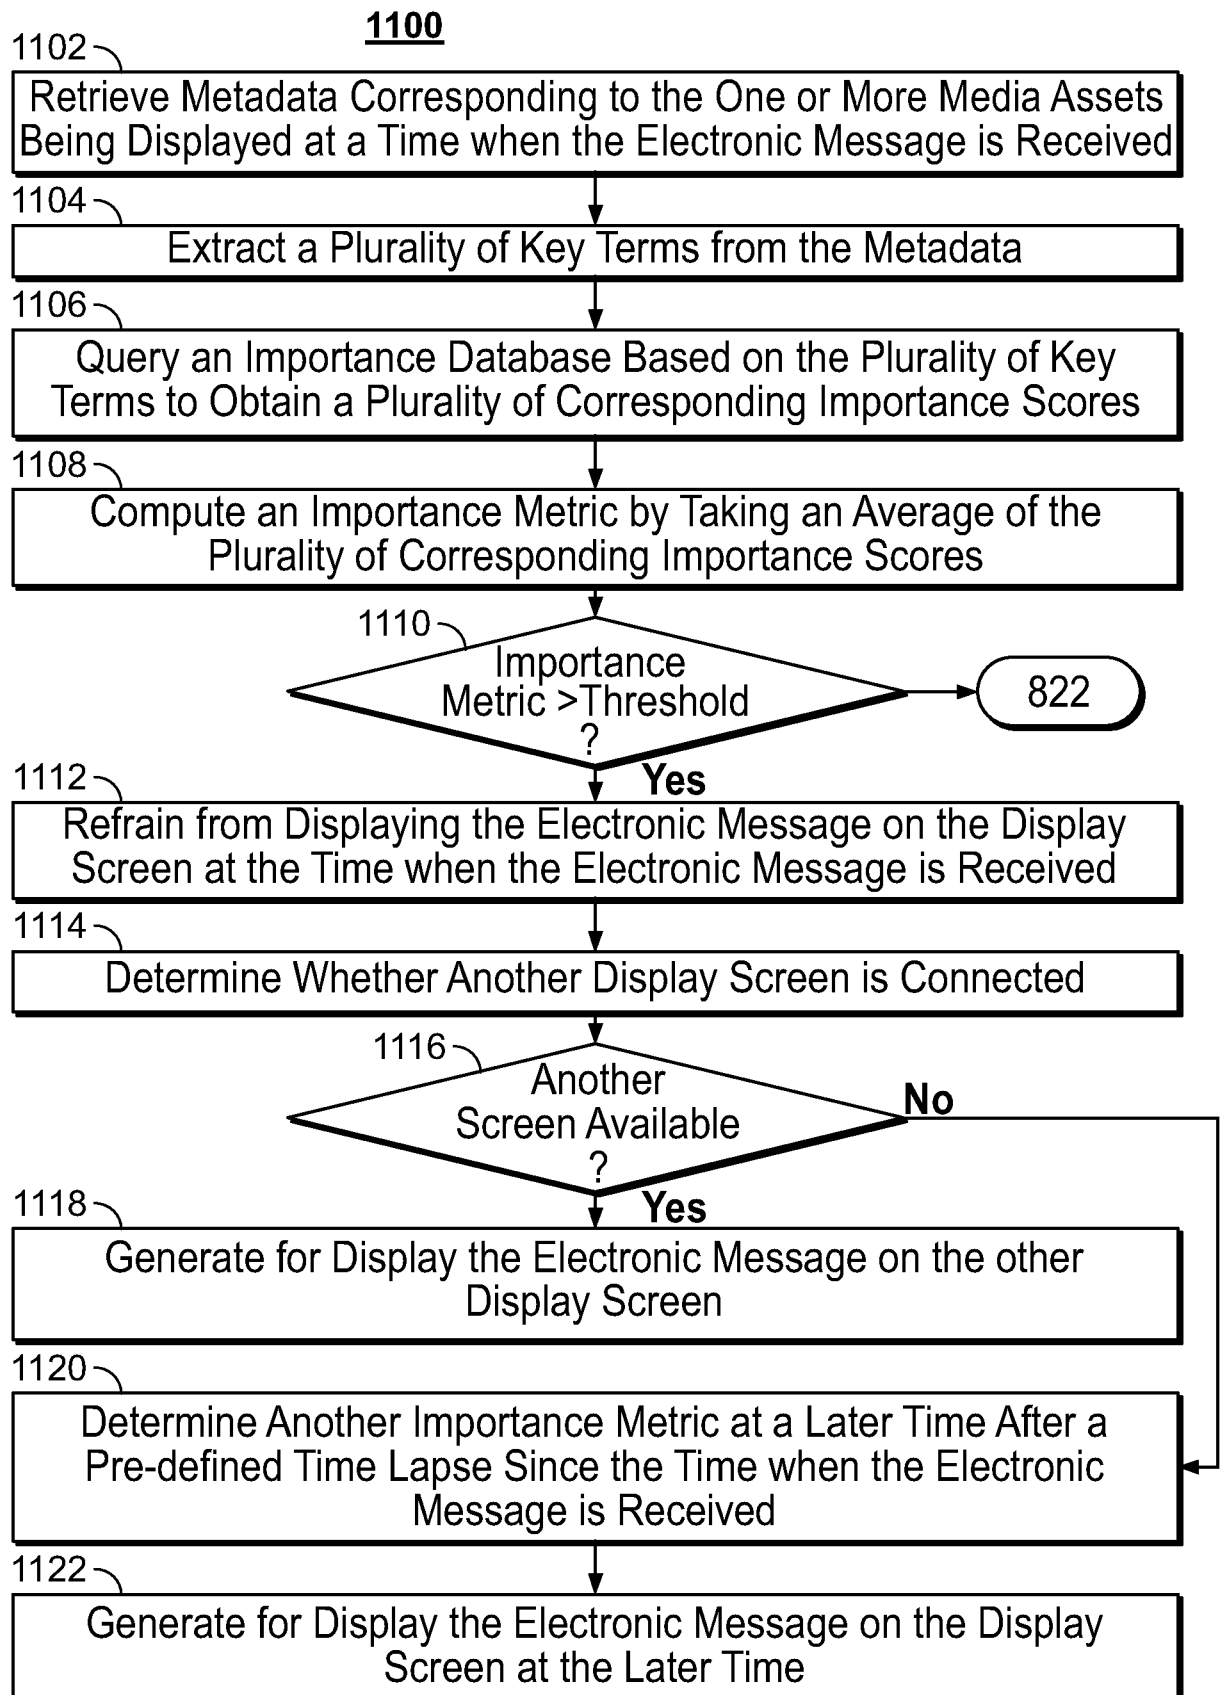 1100
1102
Retrieve Metadata Corresponding to the One or More Media Assets
Being Displayed at a Time when the Electronic Message is Received
1104
Extract a Plurality of Key Terms from the Metadata
1106
Query an Importance Database Based on the Plurality of Key
Terms to Obtain a Plurality of Corresponding Importance Scores
1108
Compute an Importance Metric by Taking an Average of the
Plurality of Corresponding Importance Scores
1110
Importance
Metric >Threshold
?
822
Yes
1112
Refrain from Displaying the Electronic Message on the Display
Screen at the Time when the Electronic Message is Received
1114
Determine Whether Another Display Screen is Connected
1116
Another
Screen Available
?
No
Yes
1118
Generate for Display the Electronic Message on the other
Display Screen
1120
Determine Another Importance Metric at a Later Time After a
Pre-defined Time Lapse Since the Time when the Electronic
Message is Received
1122
Generate for Display the Electronic Message on the Display
Screen at the Later Time